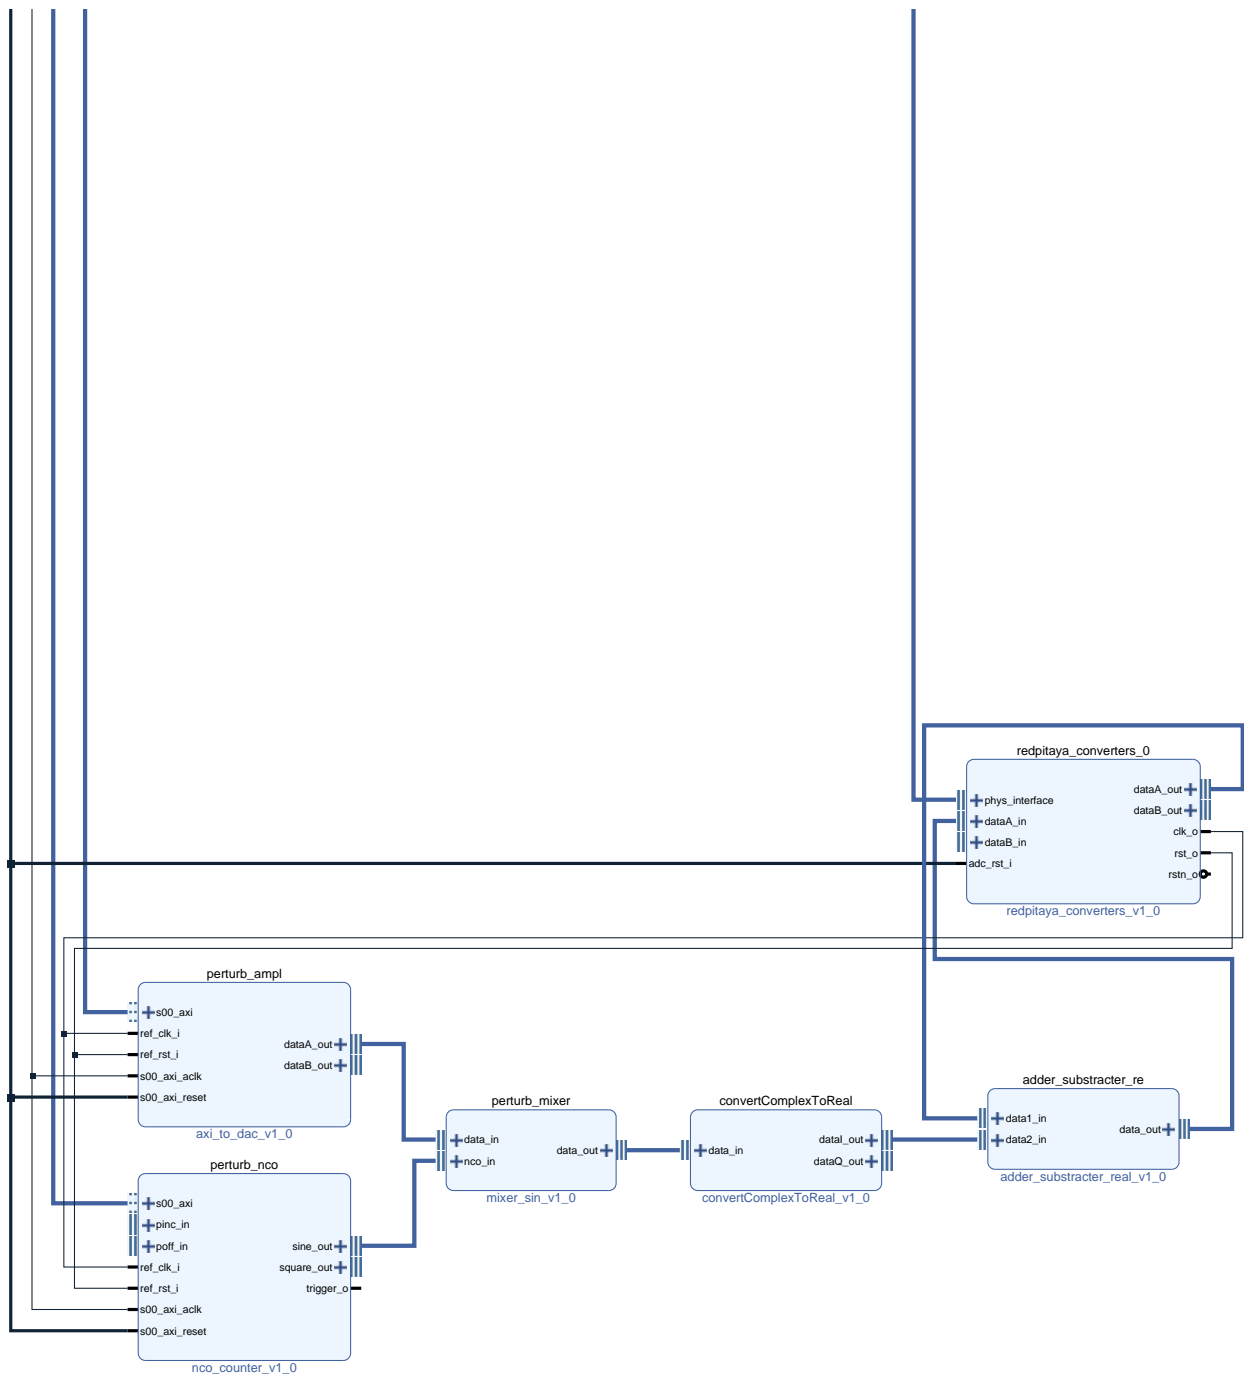 redpitaya_converters_0
phys_interface
dataA_in
dataB_in
adc_rst_i
dataA_out
dataB_out
clk_o
rst_o
rstn_o
redpitaya_converters_v1_0
perturb_ampl
s00_axi
ref_clk_i
ref_rst_i
s00_axi_aclk
s00_axi_reset
dataA_out
dataB_out
axi_to_dac_v1_0
perturb_nco
s00_axi
pinc_in
poff_in
ref_clk_i
ref_rst_i
s00_axi_aclk
s00_axi_reset
sine_out
square_out
trigger_o
nco_counter_v1_0
perturb_mixer
data_in
nco_in
data_out
mixer_sin_v1_0
convertComplexToReal
data_in
dataI_out
dataQ_out
convertComplexToReal_v1_0
adder_substracter_re
data1_in
data2_in
data_out
adder_substracter_real_v1_0